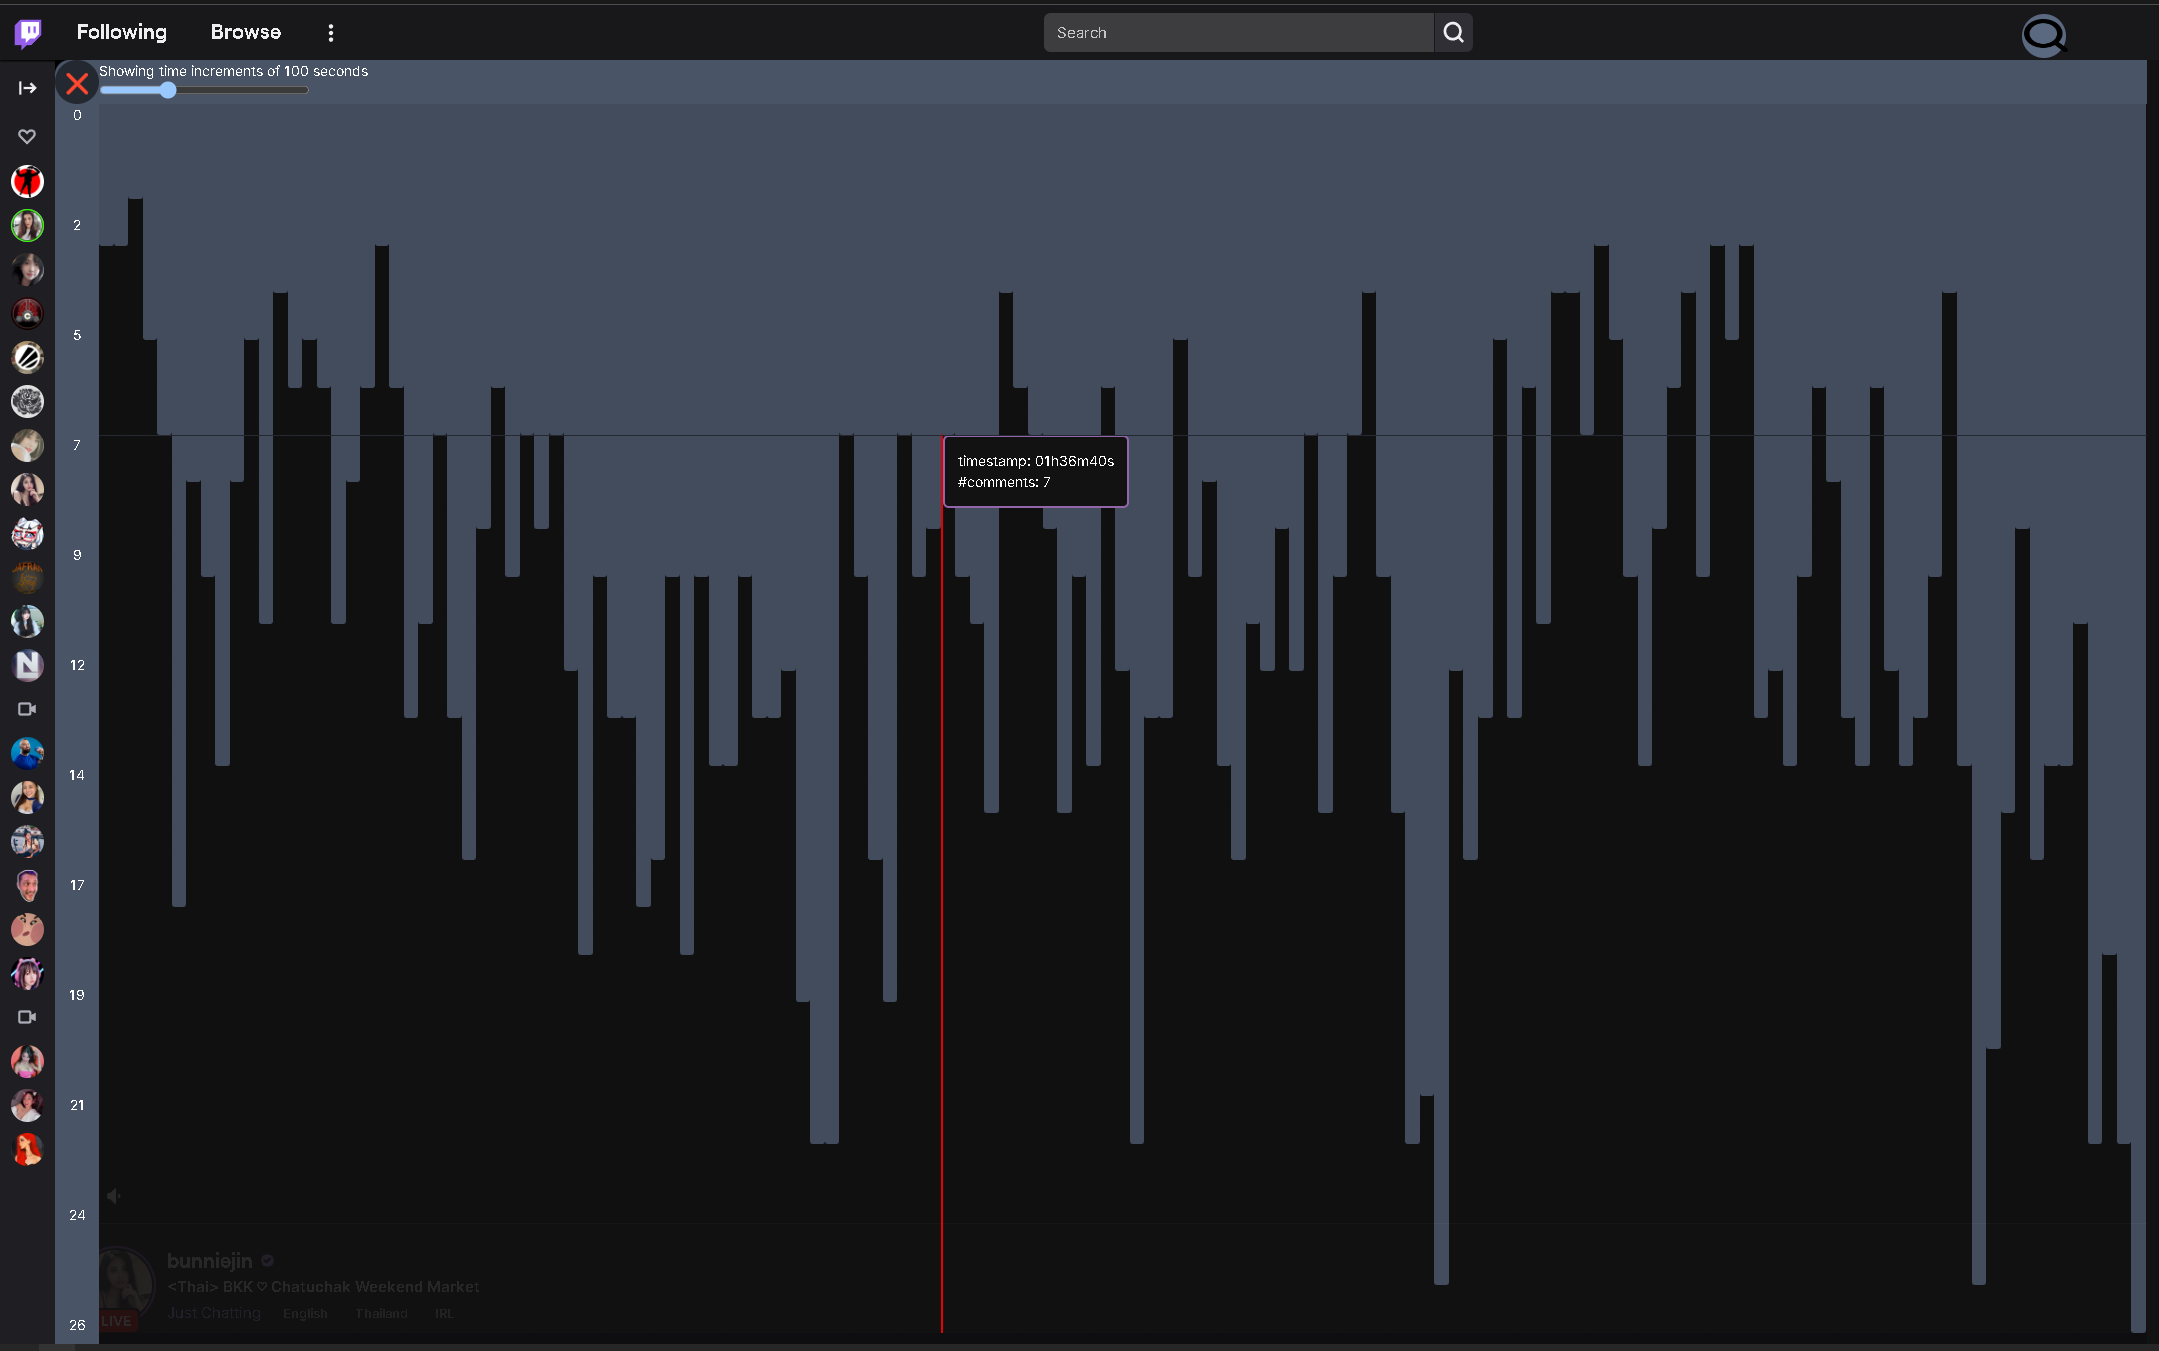 Following Browse
Search
Showing time increments of 100 seconds
0
2
5
7
9
12
14
17
19
21
24
26
timestamp: 01h36m40s
#comments: 7
bunniejin
<Thai> BKK ♡ Chatuchak Weekend Market
Just Chatting English Thailand IRL
LIVE